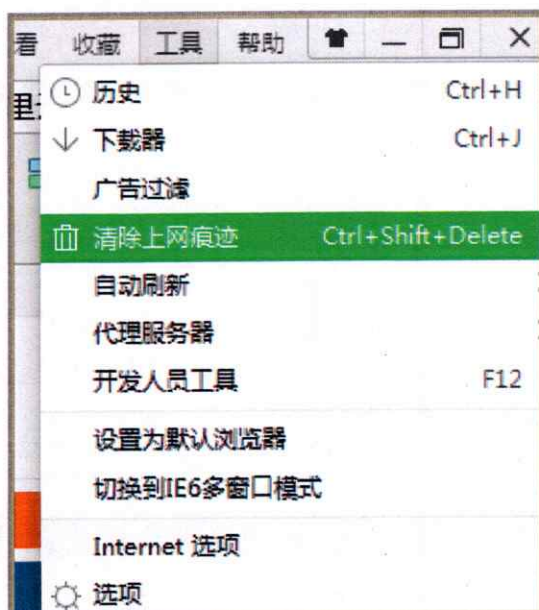 看 收藏 工具 帮助
历史 Ctrl+H
下载器 Ctrl+J
广告过滤
清除上网痕迹 Ctrl+Shift+Delete
自动刷新
代理服务器
开发人员工具 F12
设置为默认浏览器
切换到IE6多窗口模式
Internet 选项
选项